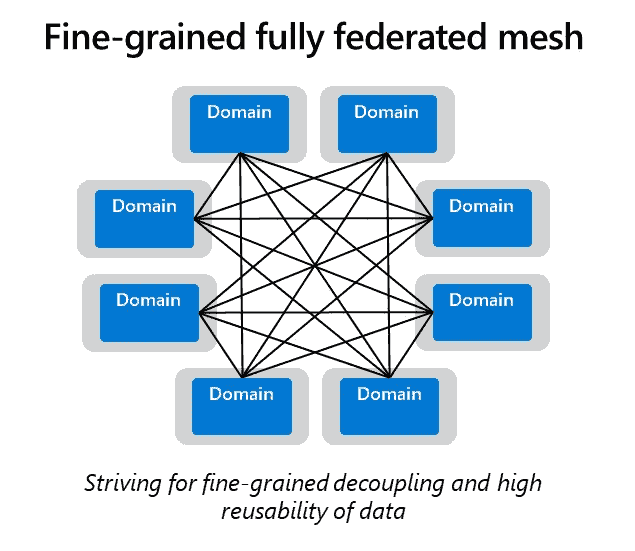 Fine-grained fully federated mesh
Domain
Domain
Domain
Domain
Domain
Domain
Domain
Domain
Striving for fine-grained decoupling and high
reusability of data